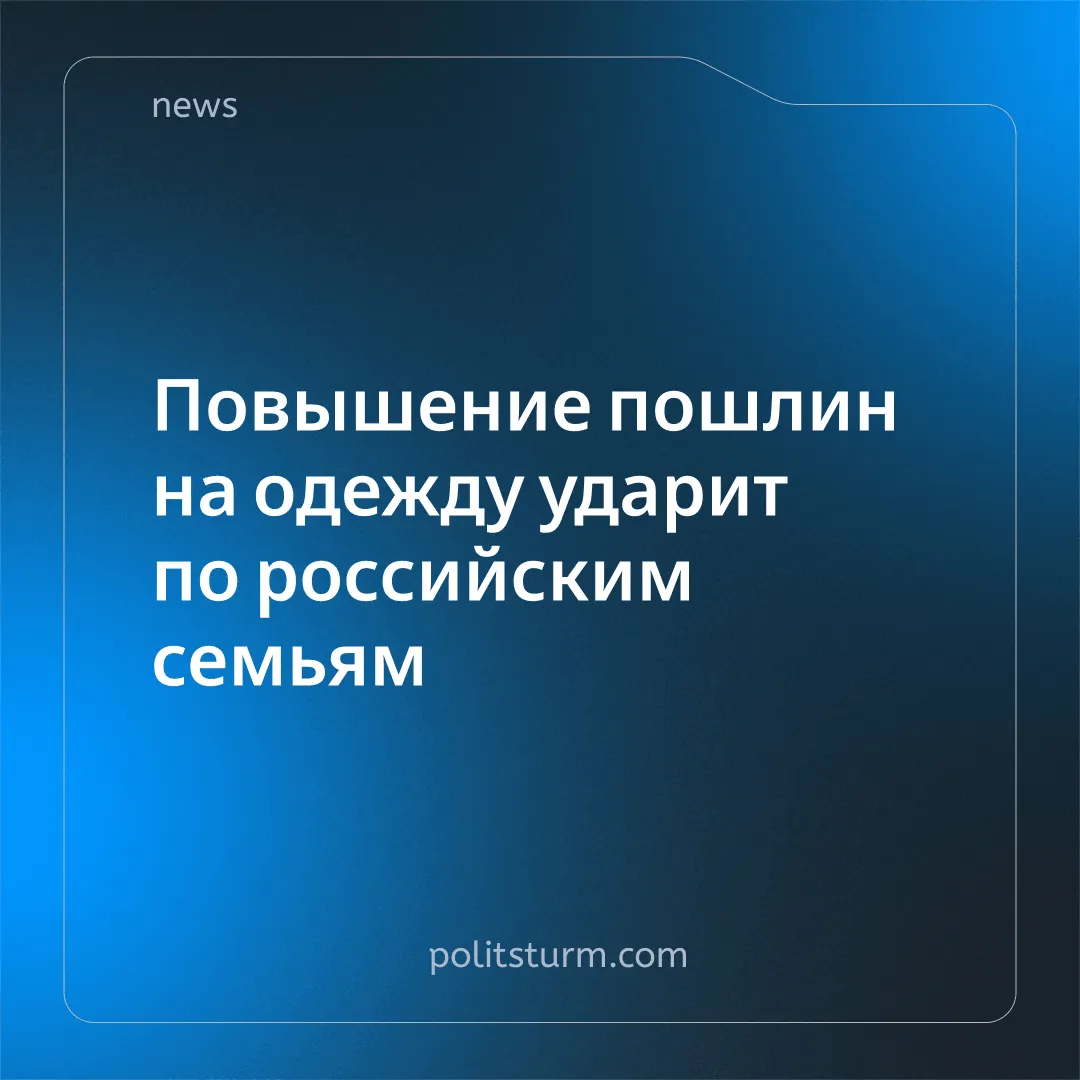 news
Повышение пошлин
на одежду ударит
по российским
семьям
politsturm.com